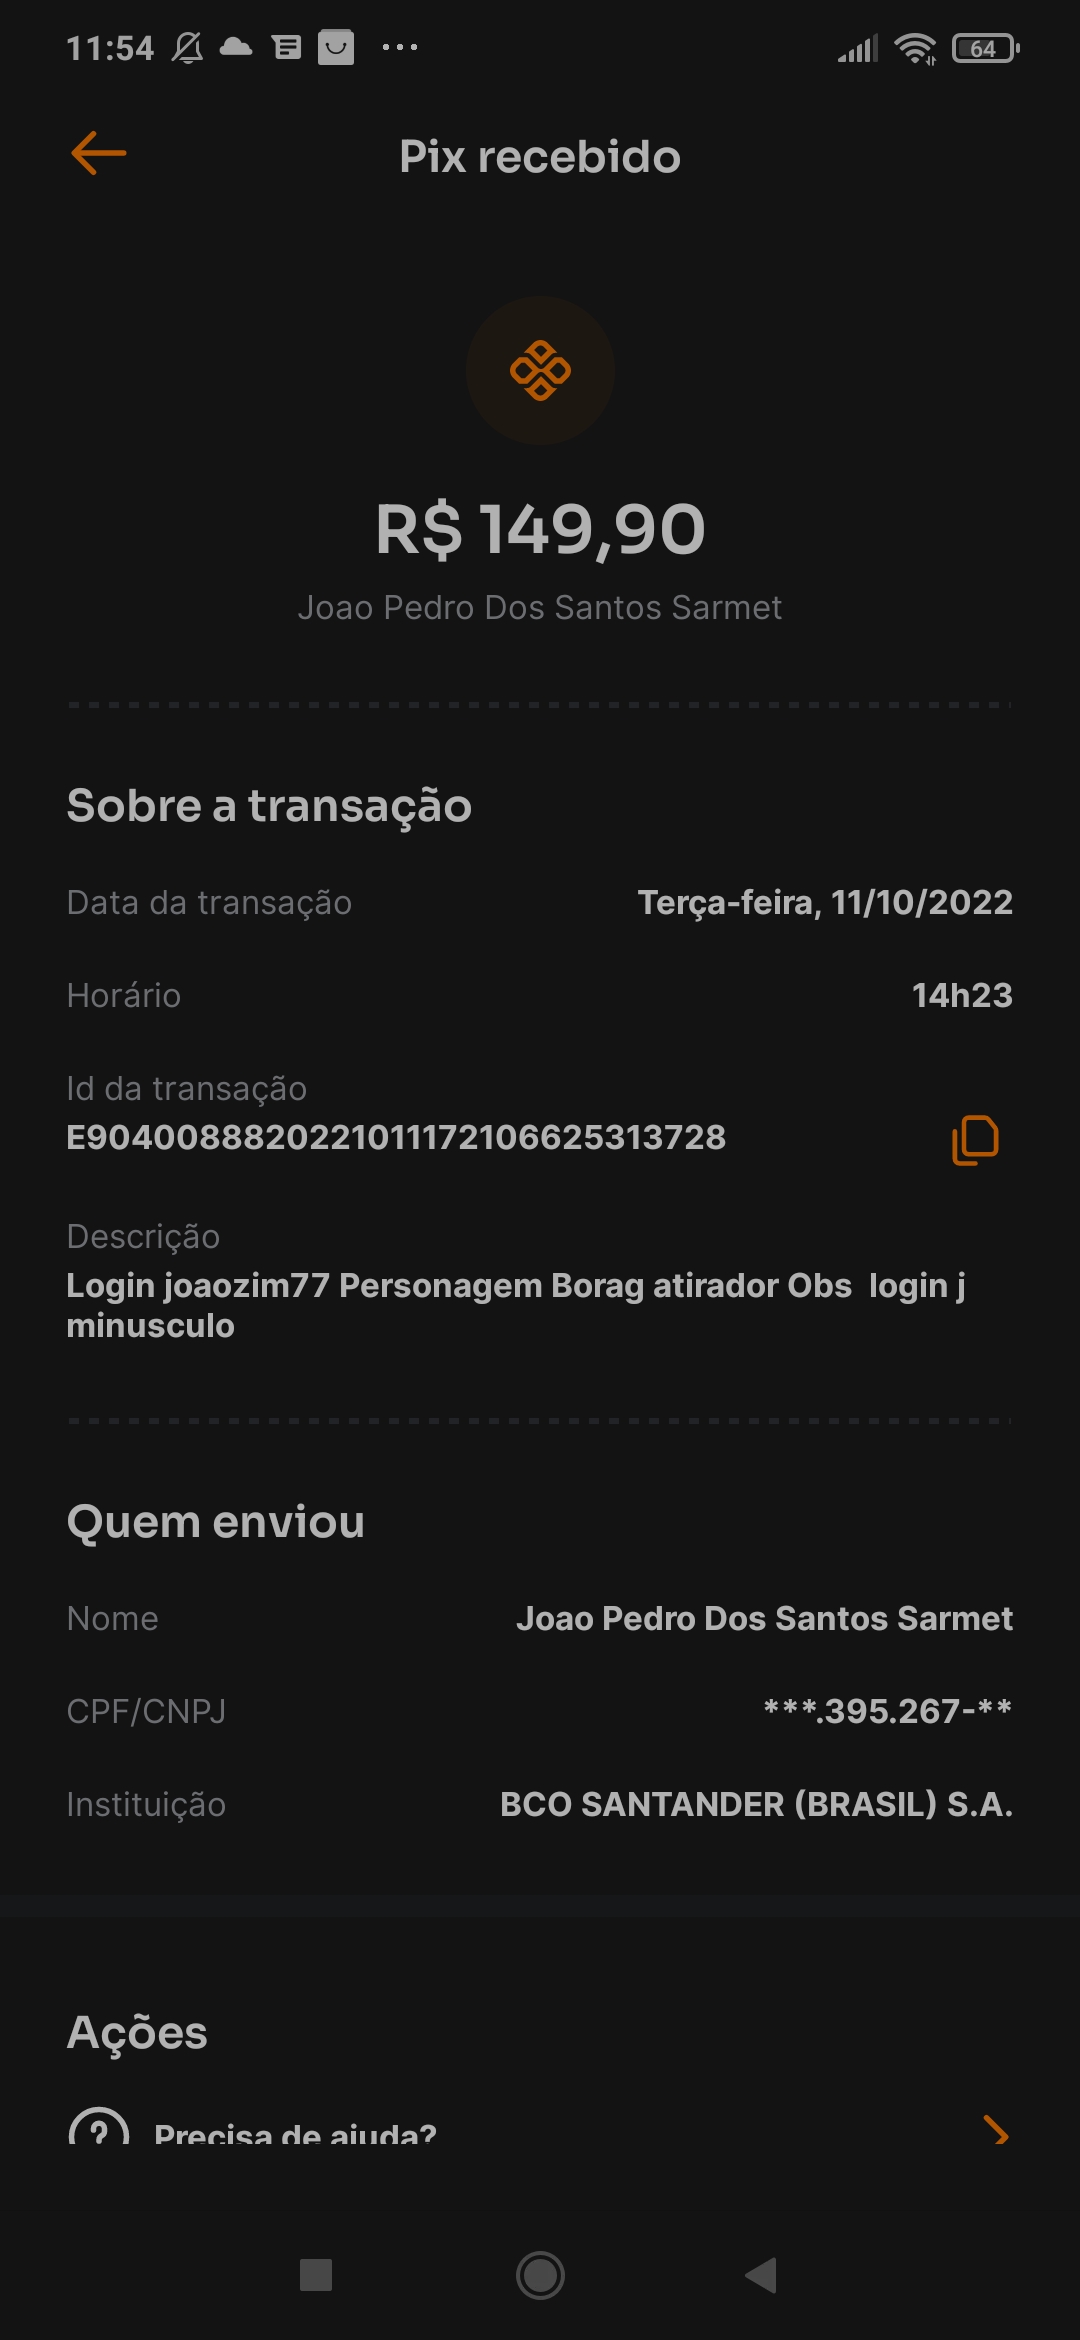 11:54
64
Pix recebido
R$ 149,90
Joao Pedro Dos Santos Sarmet
Sobre a transação
Data da transação Terça-feira, 11/10/2022
Horário 14h23
Id da transação
E9040088820221011172106625313728
Descrição
Login joaozim77 Personagem Borag atirador Obs  login j
minusculo
Quem enviou
Nome Joao Pedro Dos Santos Sarmet
CPF/CNPJ ***.395.267-**
Instituição BCO SANTANDER (BRASIL) S.A.
Ações
Precisa de ajuda?